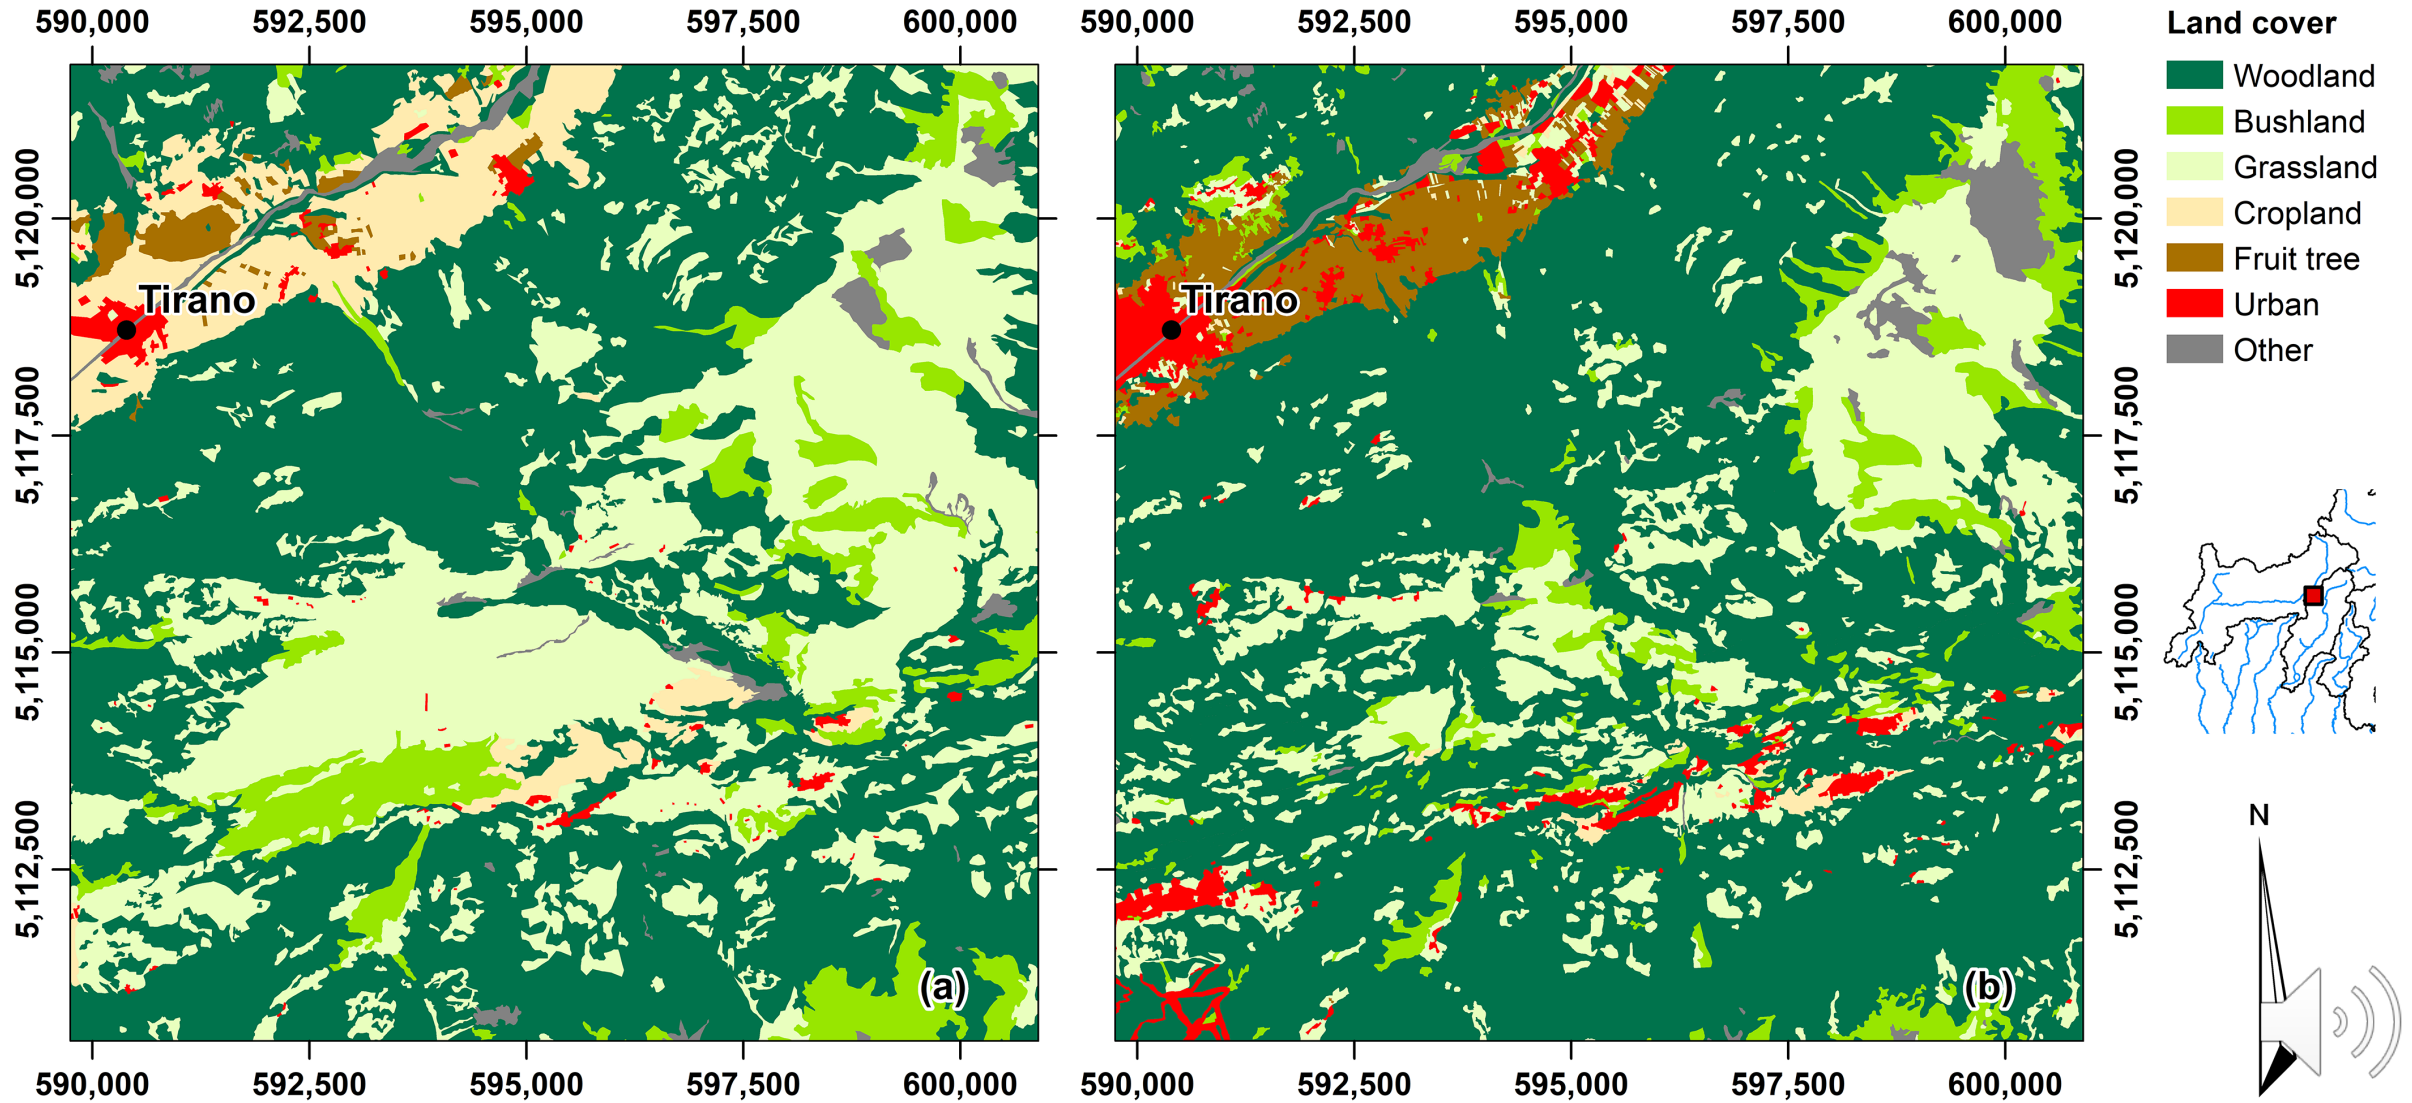 590,000 592,500 595,000 597,500 600,000 590,000 592,500 595,000 597,500 600,000
Land cover
Woodland
Bushland
Grassland
Cropland
Fruit tree
Urban
Other
5,120,000
5,117,500
5,115,000
5,112,500
Tirano
(a)
Tirano
(b)
5,120,000
5,117,500
5,115,000
5,112,500
N
590,000 592,500 595,000 597,500 600,000 590,000 592,500 595,000 597,500 600,000